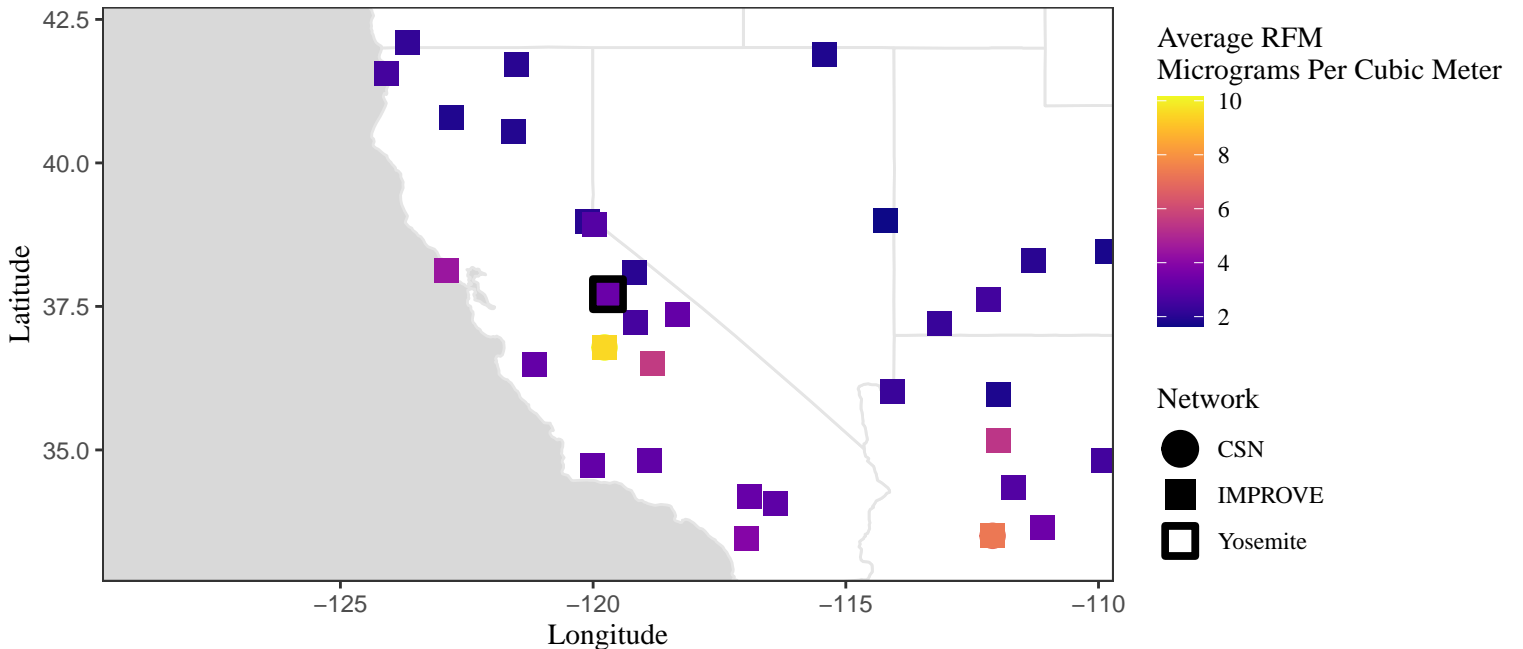 42.5
40.0
37.5
35.0
Latitude
−125
−120
−115
−110
Longitude
Average RFM
Micrograms Per Cubic Meter
10
8
6
4
2
Network
CSN
IMPROVE
Yosemite